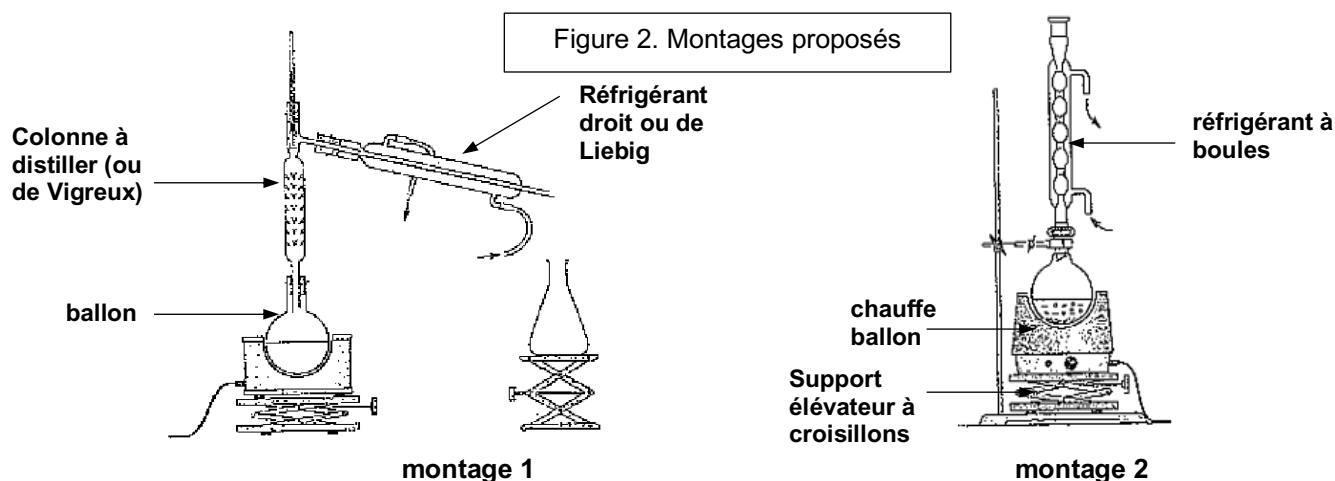 Figure 2. Montages proposés
Colonne à
distiller (ou
de Vigreux)
Réfrigérant
droit ou de
Liebig
ballon
montage 1
réfrigérant à
boules
chauffe
ballon
Support
élévateur à
croisillons
montage 2